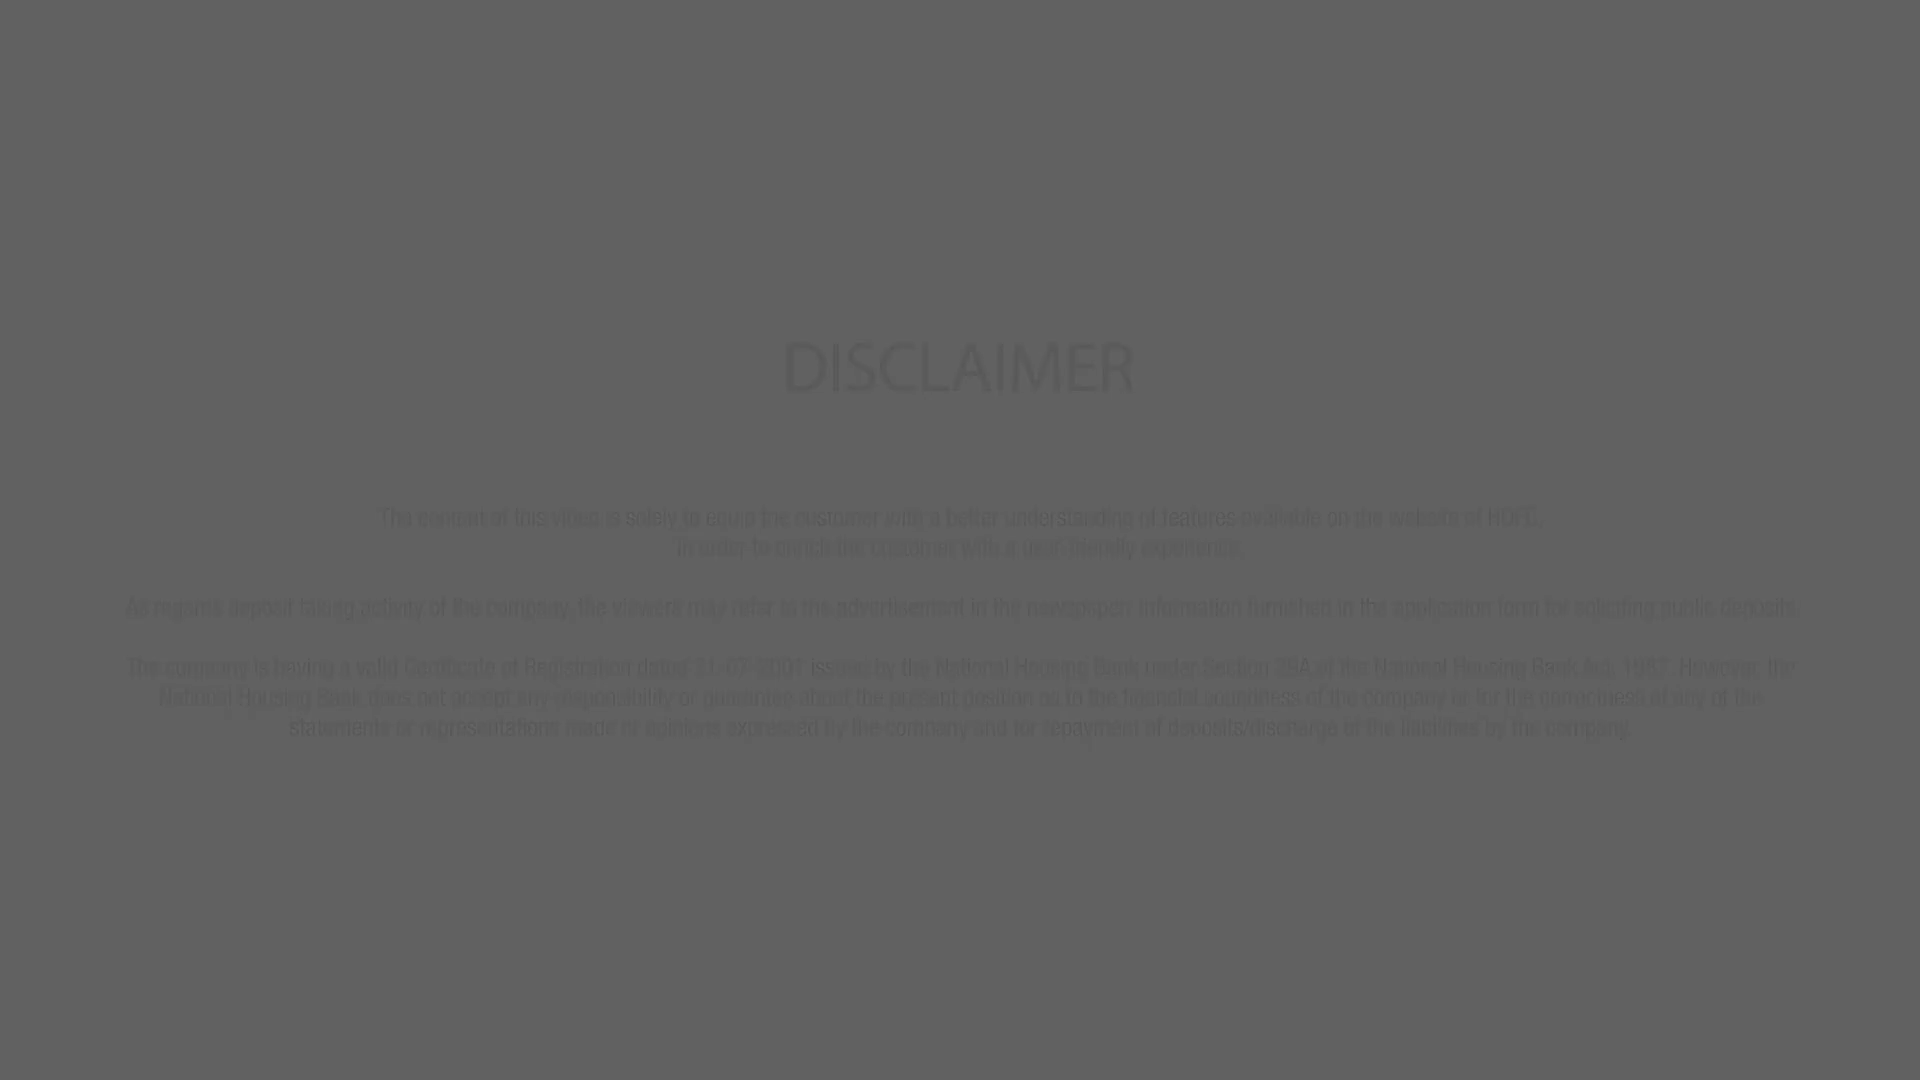 DISCLAIMER
The content of this video is solely to equip the customer with a better understanding of features available on the website of HDFC,
in order to enrich the customer with a user-friendly experience.
As regards deposit taking activity of the company, the viewers may refer to the advertisement in the newspaper/ information furnished in the application form for soliciting public deposits.
The company is having a valid Certificate of Registration dated 31-07-2001 issued by the National Housing Bank under Section 29A of the National Housing Bank Act, 1987. However, the
National Housing Bank does not accept any responsibility or guarantee about the present position as to the financial soundness of the company or for the correctness of any of the
statements or representations made or opinions expressed by the company and for repayment of deposits/discharge of the liabilities by the company.